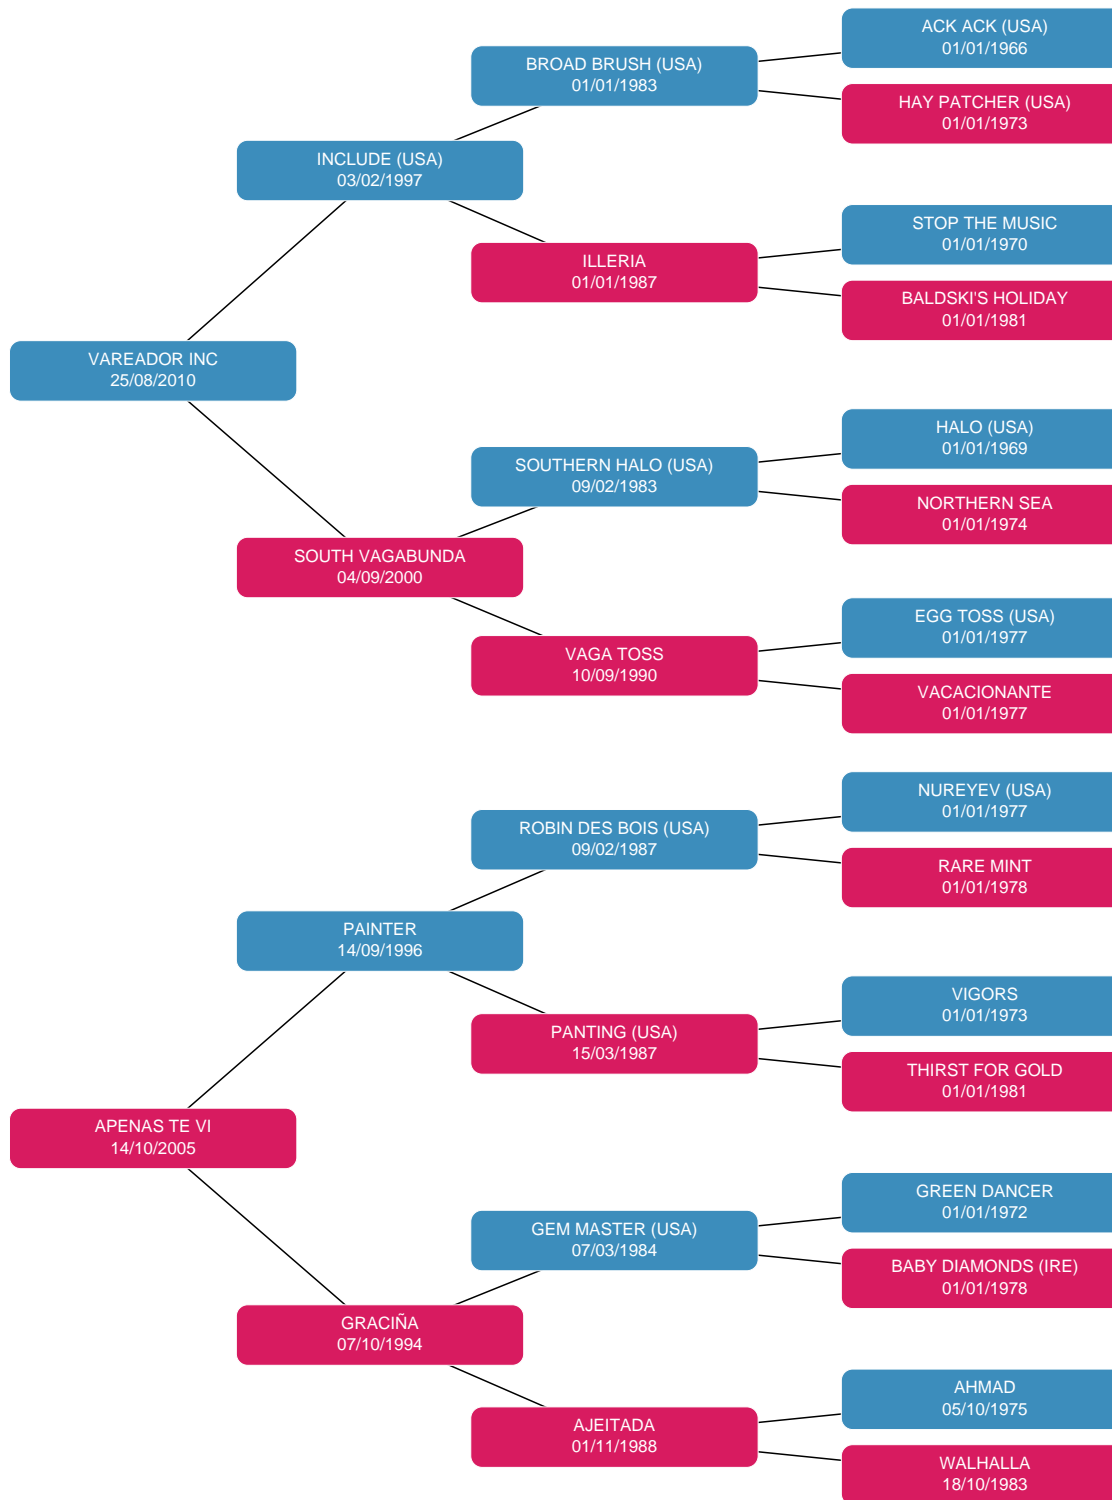 ACK ACK (USA)
01/01/1966
BROAD BRUSH (USA)
01/01/1983
HAY PATCHER (USA)
01/01/1973
INCLUDE (USA)
03/02/1997
STOP THE MUSIC
01/01/1970
ILLERIA
01/01/1987
BALDSKI'S HOLIDAY
01/01/1981
VAREADOR INC
25/08/2010
HALO (USA)
01/01/1969
SOUTHERN HALO (USA)
09/02/1983
NORTHERN SEA
01/01/1974
SOUTH VAGABUNDA
04/09/2000
EGG TOSS (USA)
01/01/1977
VAGA TOSS
10/09/1990
VACACIONANTE
01/01/1977
NUREYEV (USA)
01/01/1977
ROBIN DES BOIS (USA)
09/02/1987
RARE MINT
01/01/1978
PAINTER
14/09/1996
VIGORS
01/01/1973
PANTING (USA)
15/03/1987
THIRST FOR GOLD
01/01/1981
APENAS TE VI
14/10/2005
GREEN DANCER
01/01/1972
GEM MASTER (USA)
07/03/1984
BABY DIAMONDS (IRE)
01/01/1978
GRACIÑA
07/10/1994
AHMAD
05/10/1975
AJEITADA
01/11/1988
WALHALLA
18/10/1983